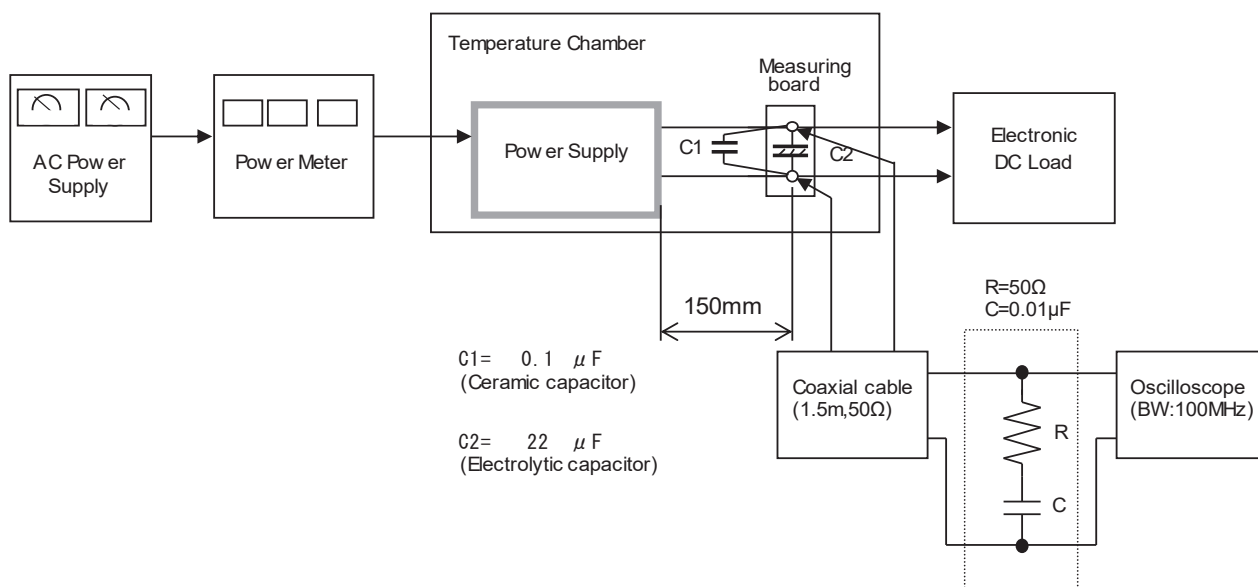 Temperature Chamber
Measuring
board
AC Power
Supply
Power Meter
Power Supply
C1
C2
Electronic
DC Load
150mm
R=50Ω
C=0.01µF
C1=   0.1  μF
(Ceramic capacitor)
C2=   22  μF
(Electrolytic capacitor)
Coaxial cable
(1.5m,50Ω)
R
C
Oscilloscope
(BW:100MHz)